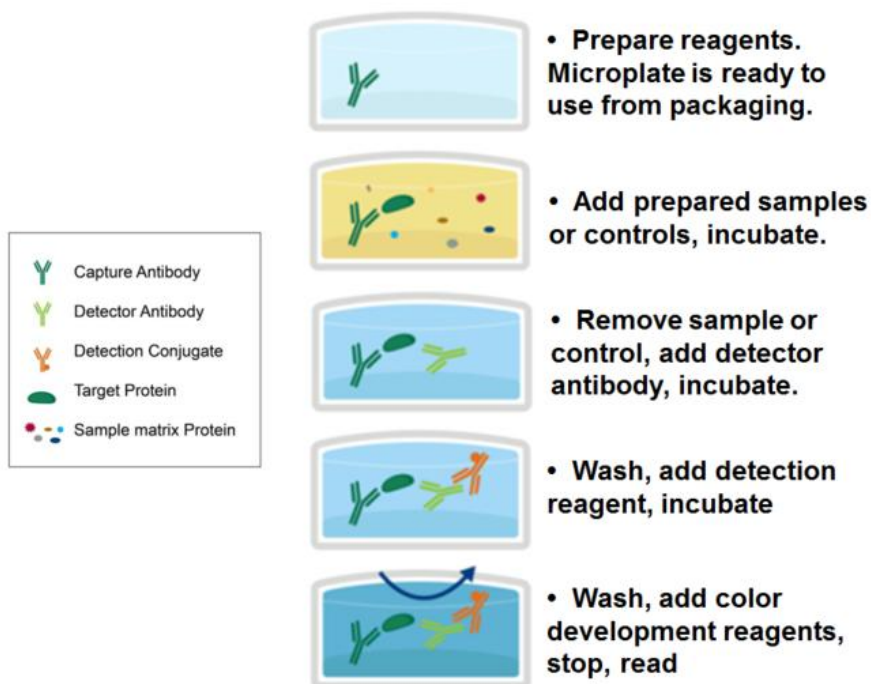 • Prepare reagents.
Microplate is ready to
use from packaging.
• Add prepared samples
or controls, incubate.
Capture Antibody
Detector Antibody
Detection Conjugate
Target Protein
Sample matrix Protein
• Remove sample or
control, add detector
antibody, incubate.
• Wash, add detection
reagent, incubate
• Wash, add color
development reagents,
stop, read